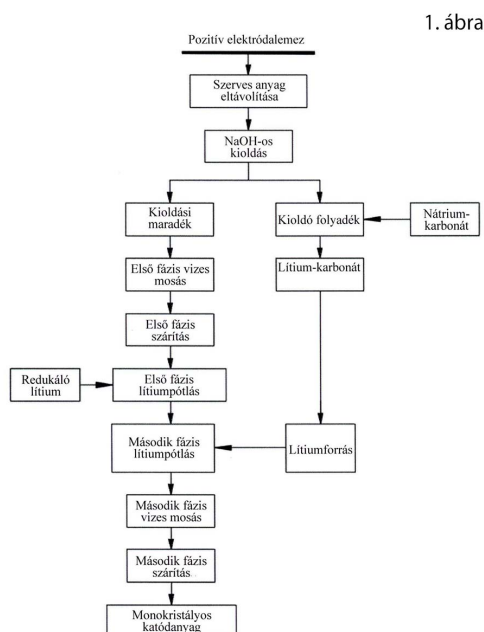 1. ábra
Pozitív elektródalemez
Szerves anyag
eltávolítása
NaOH-os
kioldás
Kioldási
maradék
Kioldó folyadék
Nátrium-
karbonát
Első fázis vizes
mosás
Lítium-karbonát
Első fázis
szárítás
Redukáló
lítium
Első fázis
lítiumpótlás
Második fázis
lítiumpótlás
Lítiumforrás
Második fázis
vizes mosás
Második fázis
szárítás
Monokristályos
katódanyag